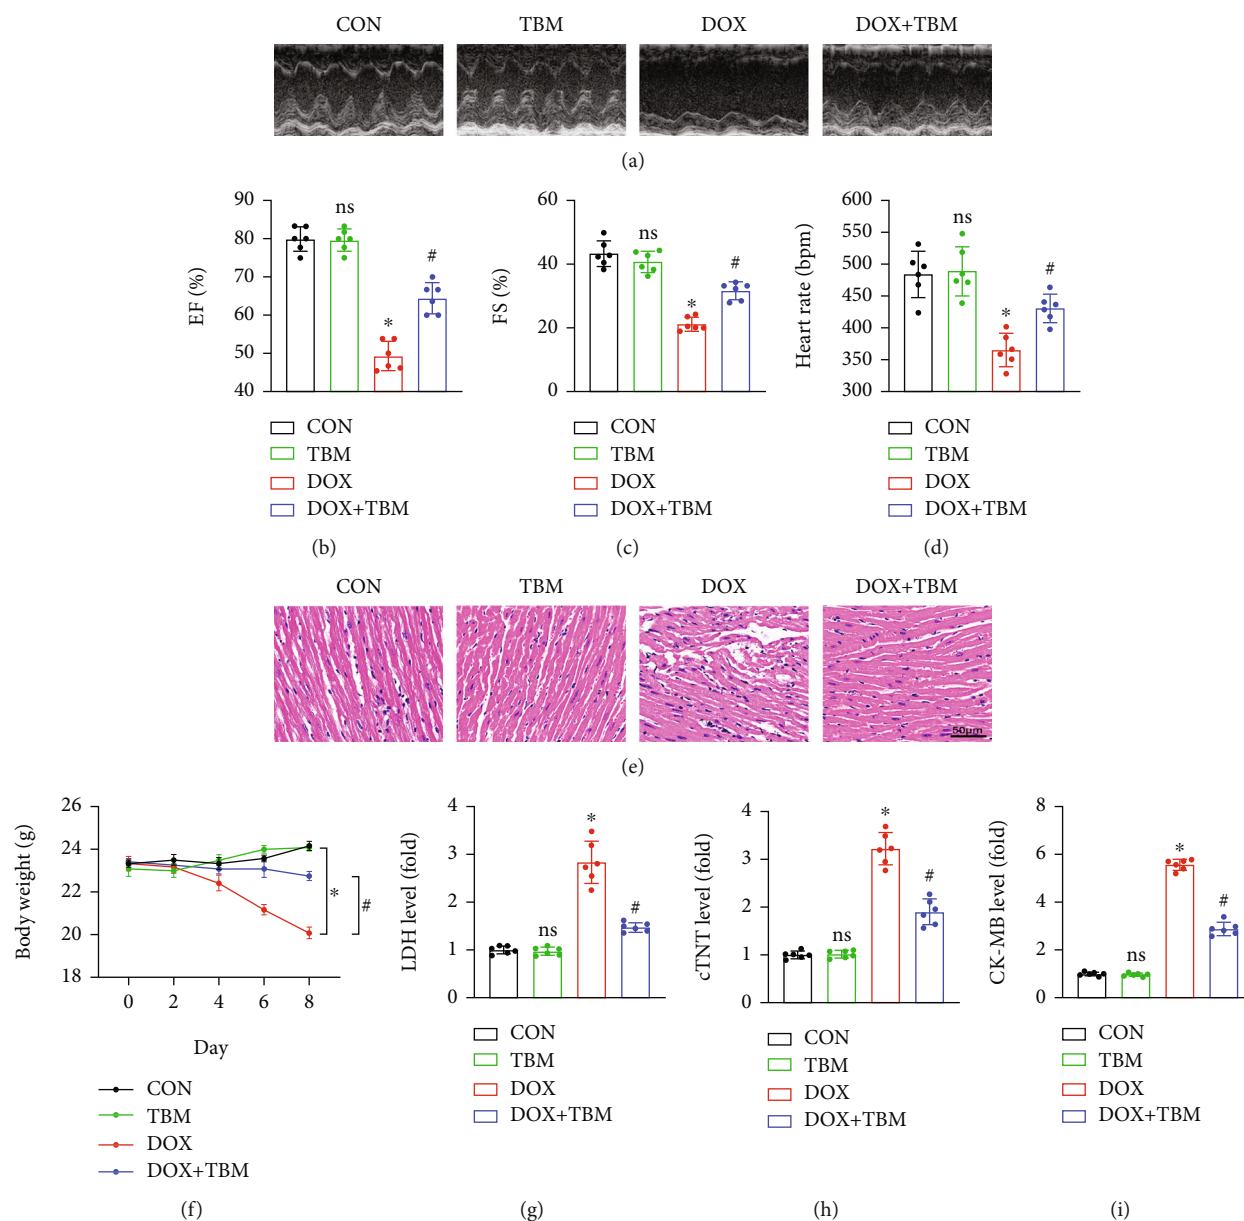 CON TBM DOX DOX+TBM
(a)
90
80
70
60
50
40
EF (%)
ns
*
#
CON
TBM
DOX
DOX+TBM
(b)
60
40
20
0
FS (%)
ns
*
#
CON
TBM
DOX
DOX+TBM
(c)
600
550
500
450
400
350
300
Heart rate (bpm)
ns
*
#
CON
TBM
DOX
DOX+TBM
(d)
CON TBM DOX DOX+TBM
50μm
(e)
26
24
22
20
18
Body weight (g)
*
#
0 2 4 6 8
Day
CON
TBM
DOX
DOX+TBM
(f)
4
3
2
1
0
LDH level (fold)
ns
*
#
CON
TBM
DOX
DOX+TBM
(g)
4
3
2
1
0
cTNT level (fold)
ns
*
#
CON
TBM
DOX
DOX+TBM
(h)
8
6
4
2
0
CK-MB level (fold)
ns
*
#
CON
TBM
DOX
DOX+TBM
(i)